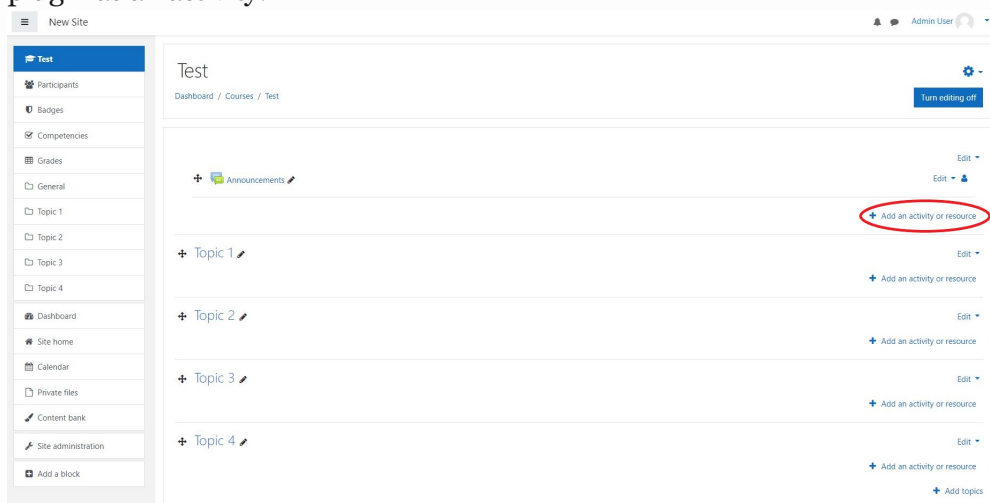 New Site
Admin User
Test
Participants
Badges
Competencies
Grades
General
Topic 1
Topic 2
Topic 3
Topic 4
Dashboard
Site home
Calendar
Private files
Content bank
Site administration
Add a block
Test
Dashboard / Courses / Test
Turn editing off
Edit
Announcements
Edit
+ Add an activity or resource
Topic 1
Edit
+ Add an activity or resource
Topic 2
Edit
+ Add an activity or resource
Topic 3
Edit
+ Add an activity or resource
Topic 4
Edit
+ Add an activity or resource
+ Add topics